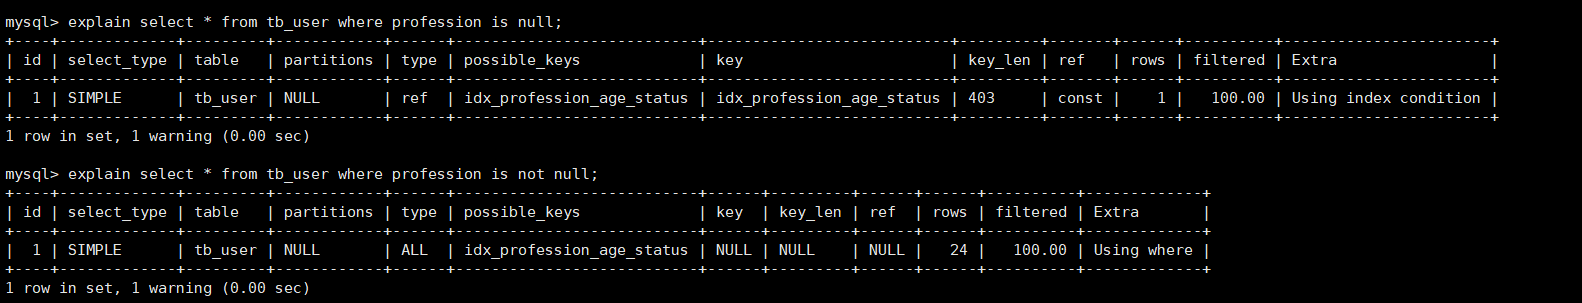 mysql> explain select * from tb_user where profession is null;
+----+-------------+---------+------------+------+---------------------------+---------------------------+---------+-------+------+----------+-----------------------+
| id | select_type | table   | partitions | type | possible_keys             | key                       | key_len | ref   | rows | filtered | Extra                 |
+----+-------------+---------+------------+------+---------------------------+---------------------------+---------+-------+------+----------+-----------------------+
|  1 | SIMPLE      | tb_user | NULL       | ref  | idx_profession_age_status | idx_profession_age_status | 403     | const |    1 |   100.00 | Using index condition |
+----+-------------+---------+------------+------+---------------------------+---------------------------+---------+-------+------+----------+-----------------------+
1 row in set, 1 warning (0.00 sec)

mysql> explain select * from tb_user where profession is not null;
+----+-------------+---------+------------+------+---------------------------+------+---------+------+------+----------+-------------+
| id | select_type | table   | partitions | type | possible_keys             | key  | key_len | ref  | rows | filtered | Extra       |
+----+-------------+---------+------------+------+---------------------------+------+---------+------+------+----------+-------------+
|  1 | SIMPLE      | tb_user | NULL       | ALL  | idx_profession_age_status | NULL | NULL    | NULL |   24 |   100.00 | Using where |
+----+-------------+---------+------------+------+---------------------------+------+---------+------+------+----------+-------------+
1 row in set, 1 warning (0.00 sec)